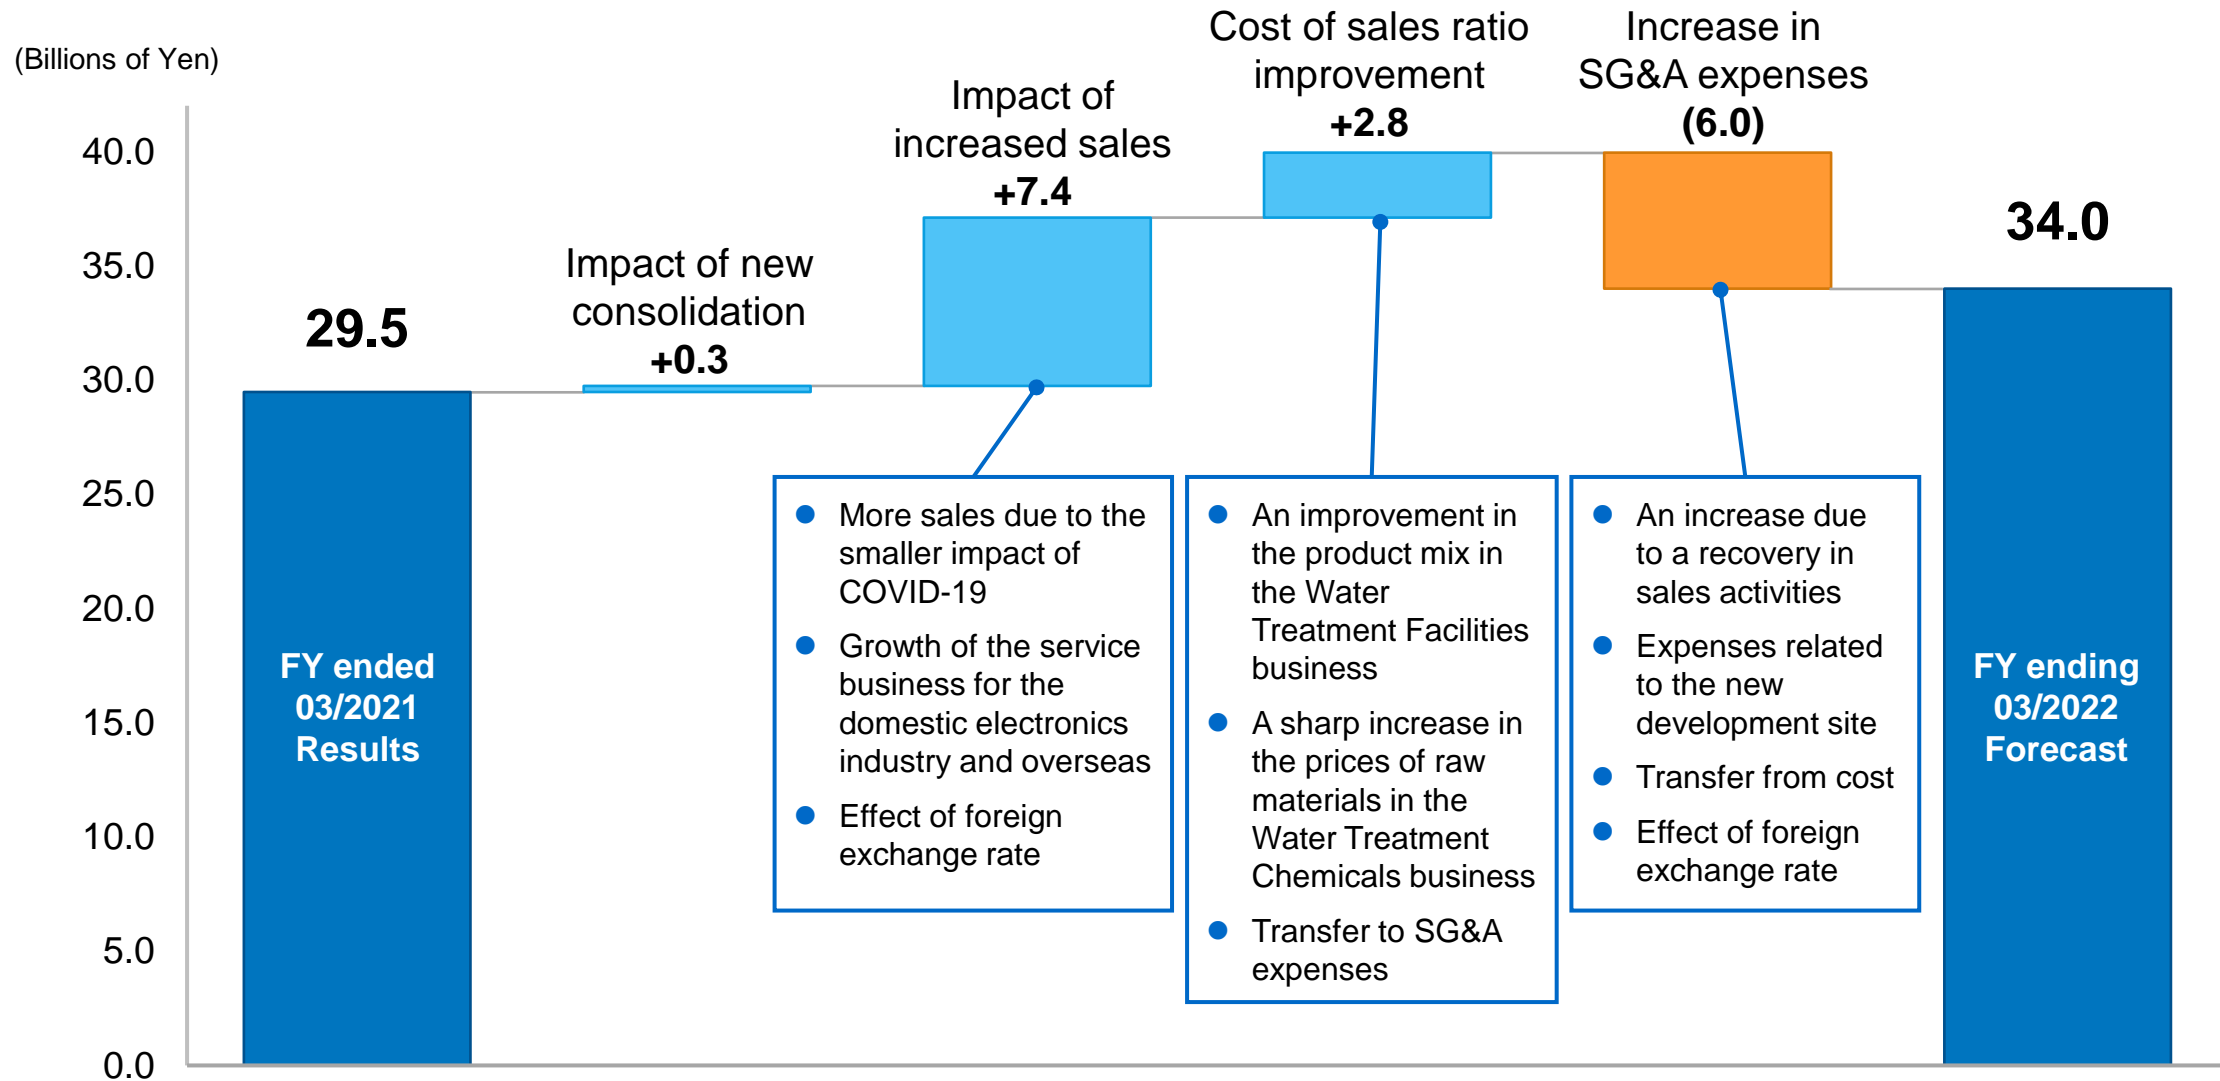 (Billions of Yen)
40.0
35.0
30.0
25.0
20.0
15.0
10.0
5.0
0.0
29.5
FY ended
03/2021
Results
Impact of new
consolidation
+0.3
Impact of
increased sales
+7.4
Cost of sales ratio
improvement
+2.8
Increase in
SG&A expenses
(6.0)
34.0
FY ending
03/2022
Forecast
● More sales due to the
smaller impact of
COVID-19
● Growth of the service
business for the
domestic electronics
industry and overseas
● Effect of foreign
exchange rate
● An improvement in
the product mix in
the Water
Treatment Facilities
business
● A sharp increase in
the prices of raw
materials in the
Water Treatment
Chemicals business
● Transfer to SG&A
expenses
● An increase due
to a recovery in
sales activities
● Expenses related
to the new
development site
● Transfer from cost
● Effect of foreign
exchange rate